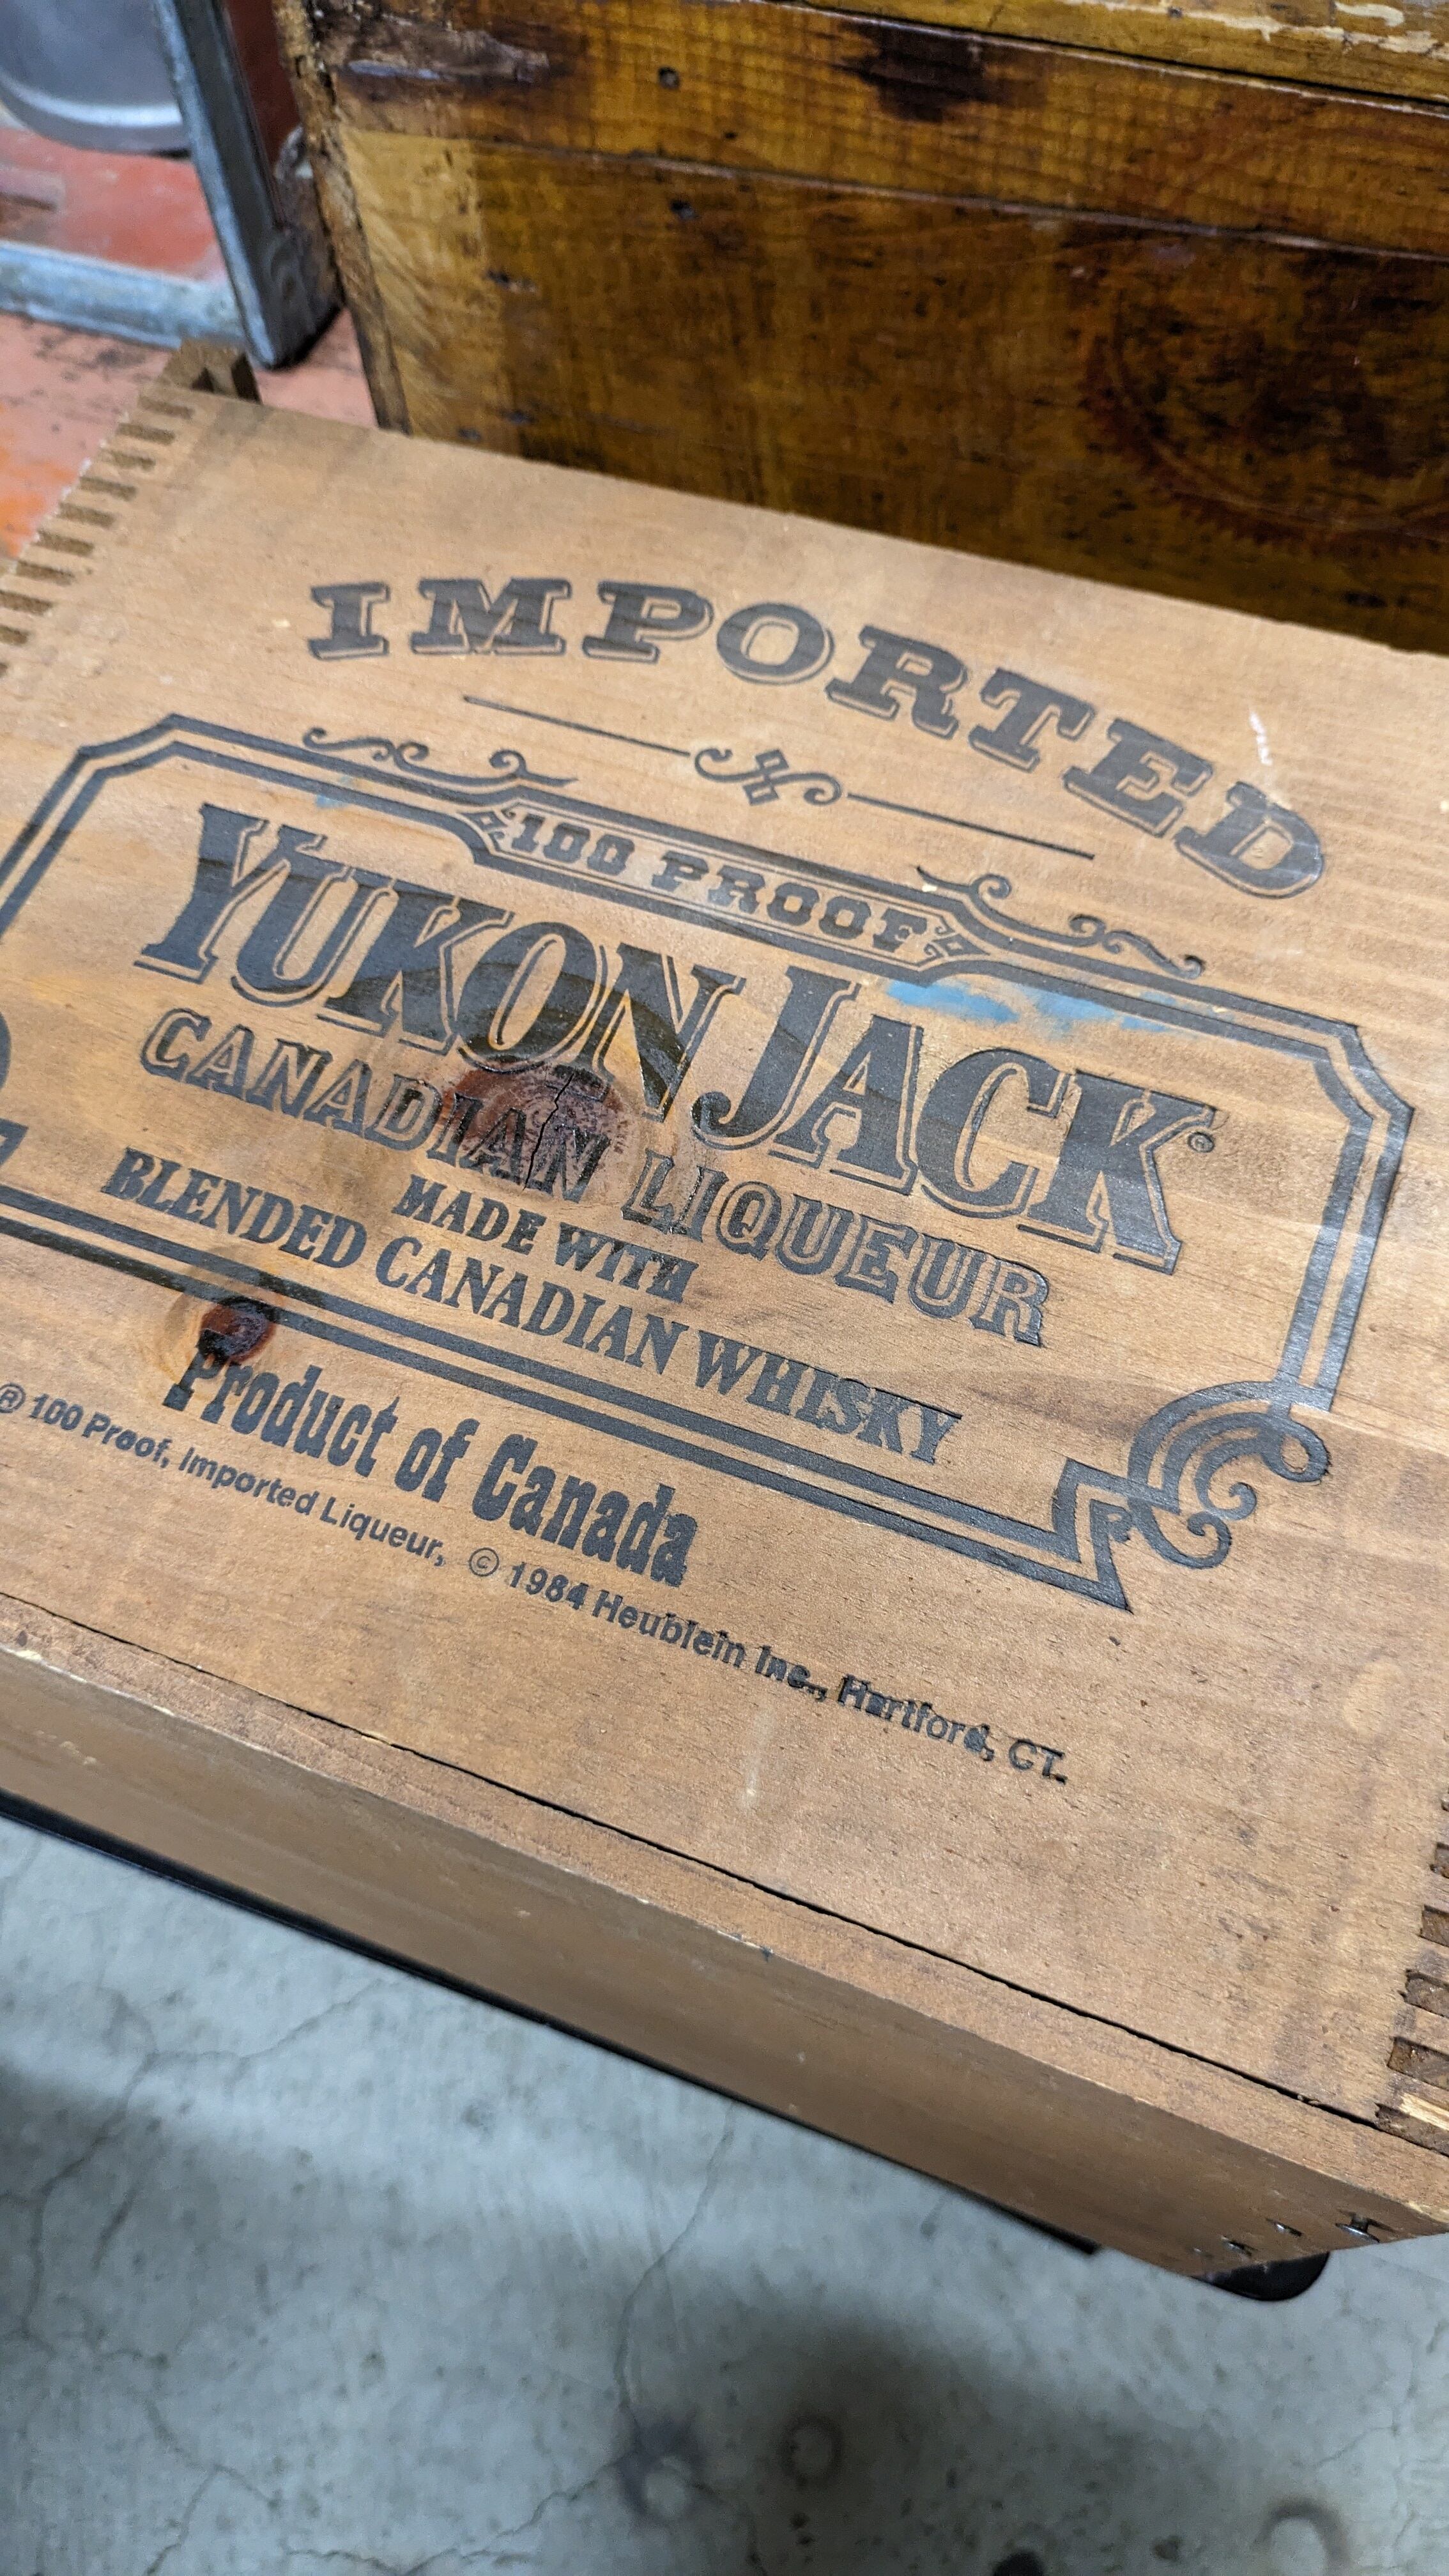 IMPORTED
100 PROOF
YUKON JACK®
CANADIAN LIQUEUR
MADE WITH
BLENDED CANADIAN WHISKY
Product of Canada
® 100 Proof, Imported Liqueur, © 1984 Heublein Inc., Hartford, CT.